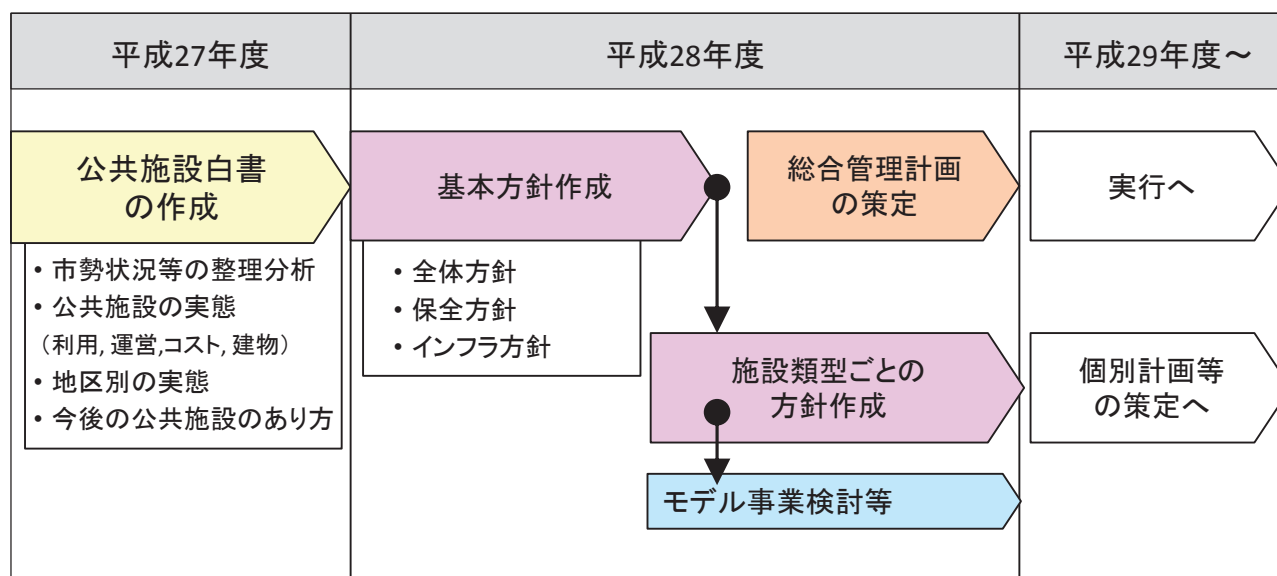 平成27年度
平成28年度
平成29年度～
公共施設白書
の作成
・市勢状況等の整理分析
・公共施設の実態
（利用, 運営,コスト, 建物）
・地区別の実態
・今後の公共施設のあり方
基本方針作成
・全体方針
・保全方針
・インフラ方針
総合管理計画
の策定
実行へ
施設類型ごとの
方針作成
個別計画等
の策定へ
モデル事業検討等